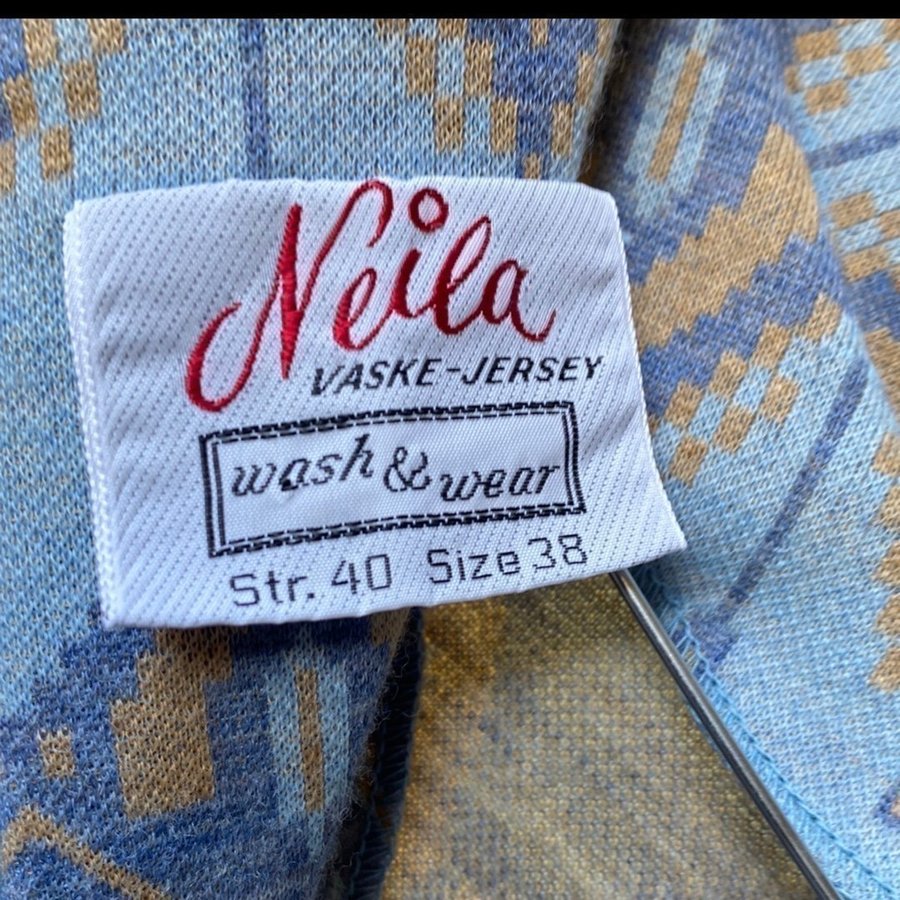 Neila
VASKE-JERSEY
wash & wear
Str. 40 Size 38